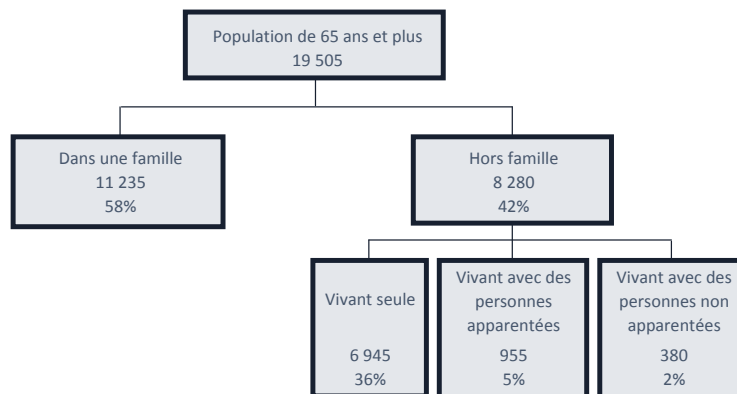 Population de 65 ans et plus
19 505
Dans une famille
11 235
58%
Hors famille
8 280
42%
Vivant seule
6 945
36%
Vivant avec des
personnes
apparentées
955
5%
Vivant avec des
personnes non
apparentées
380
2%